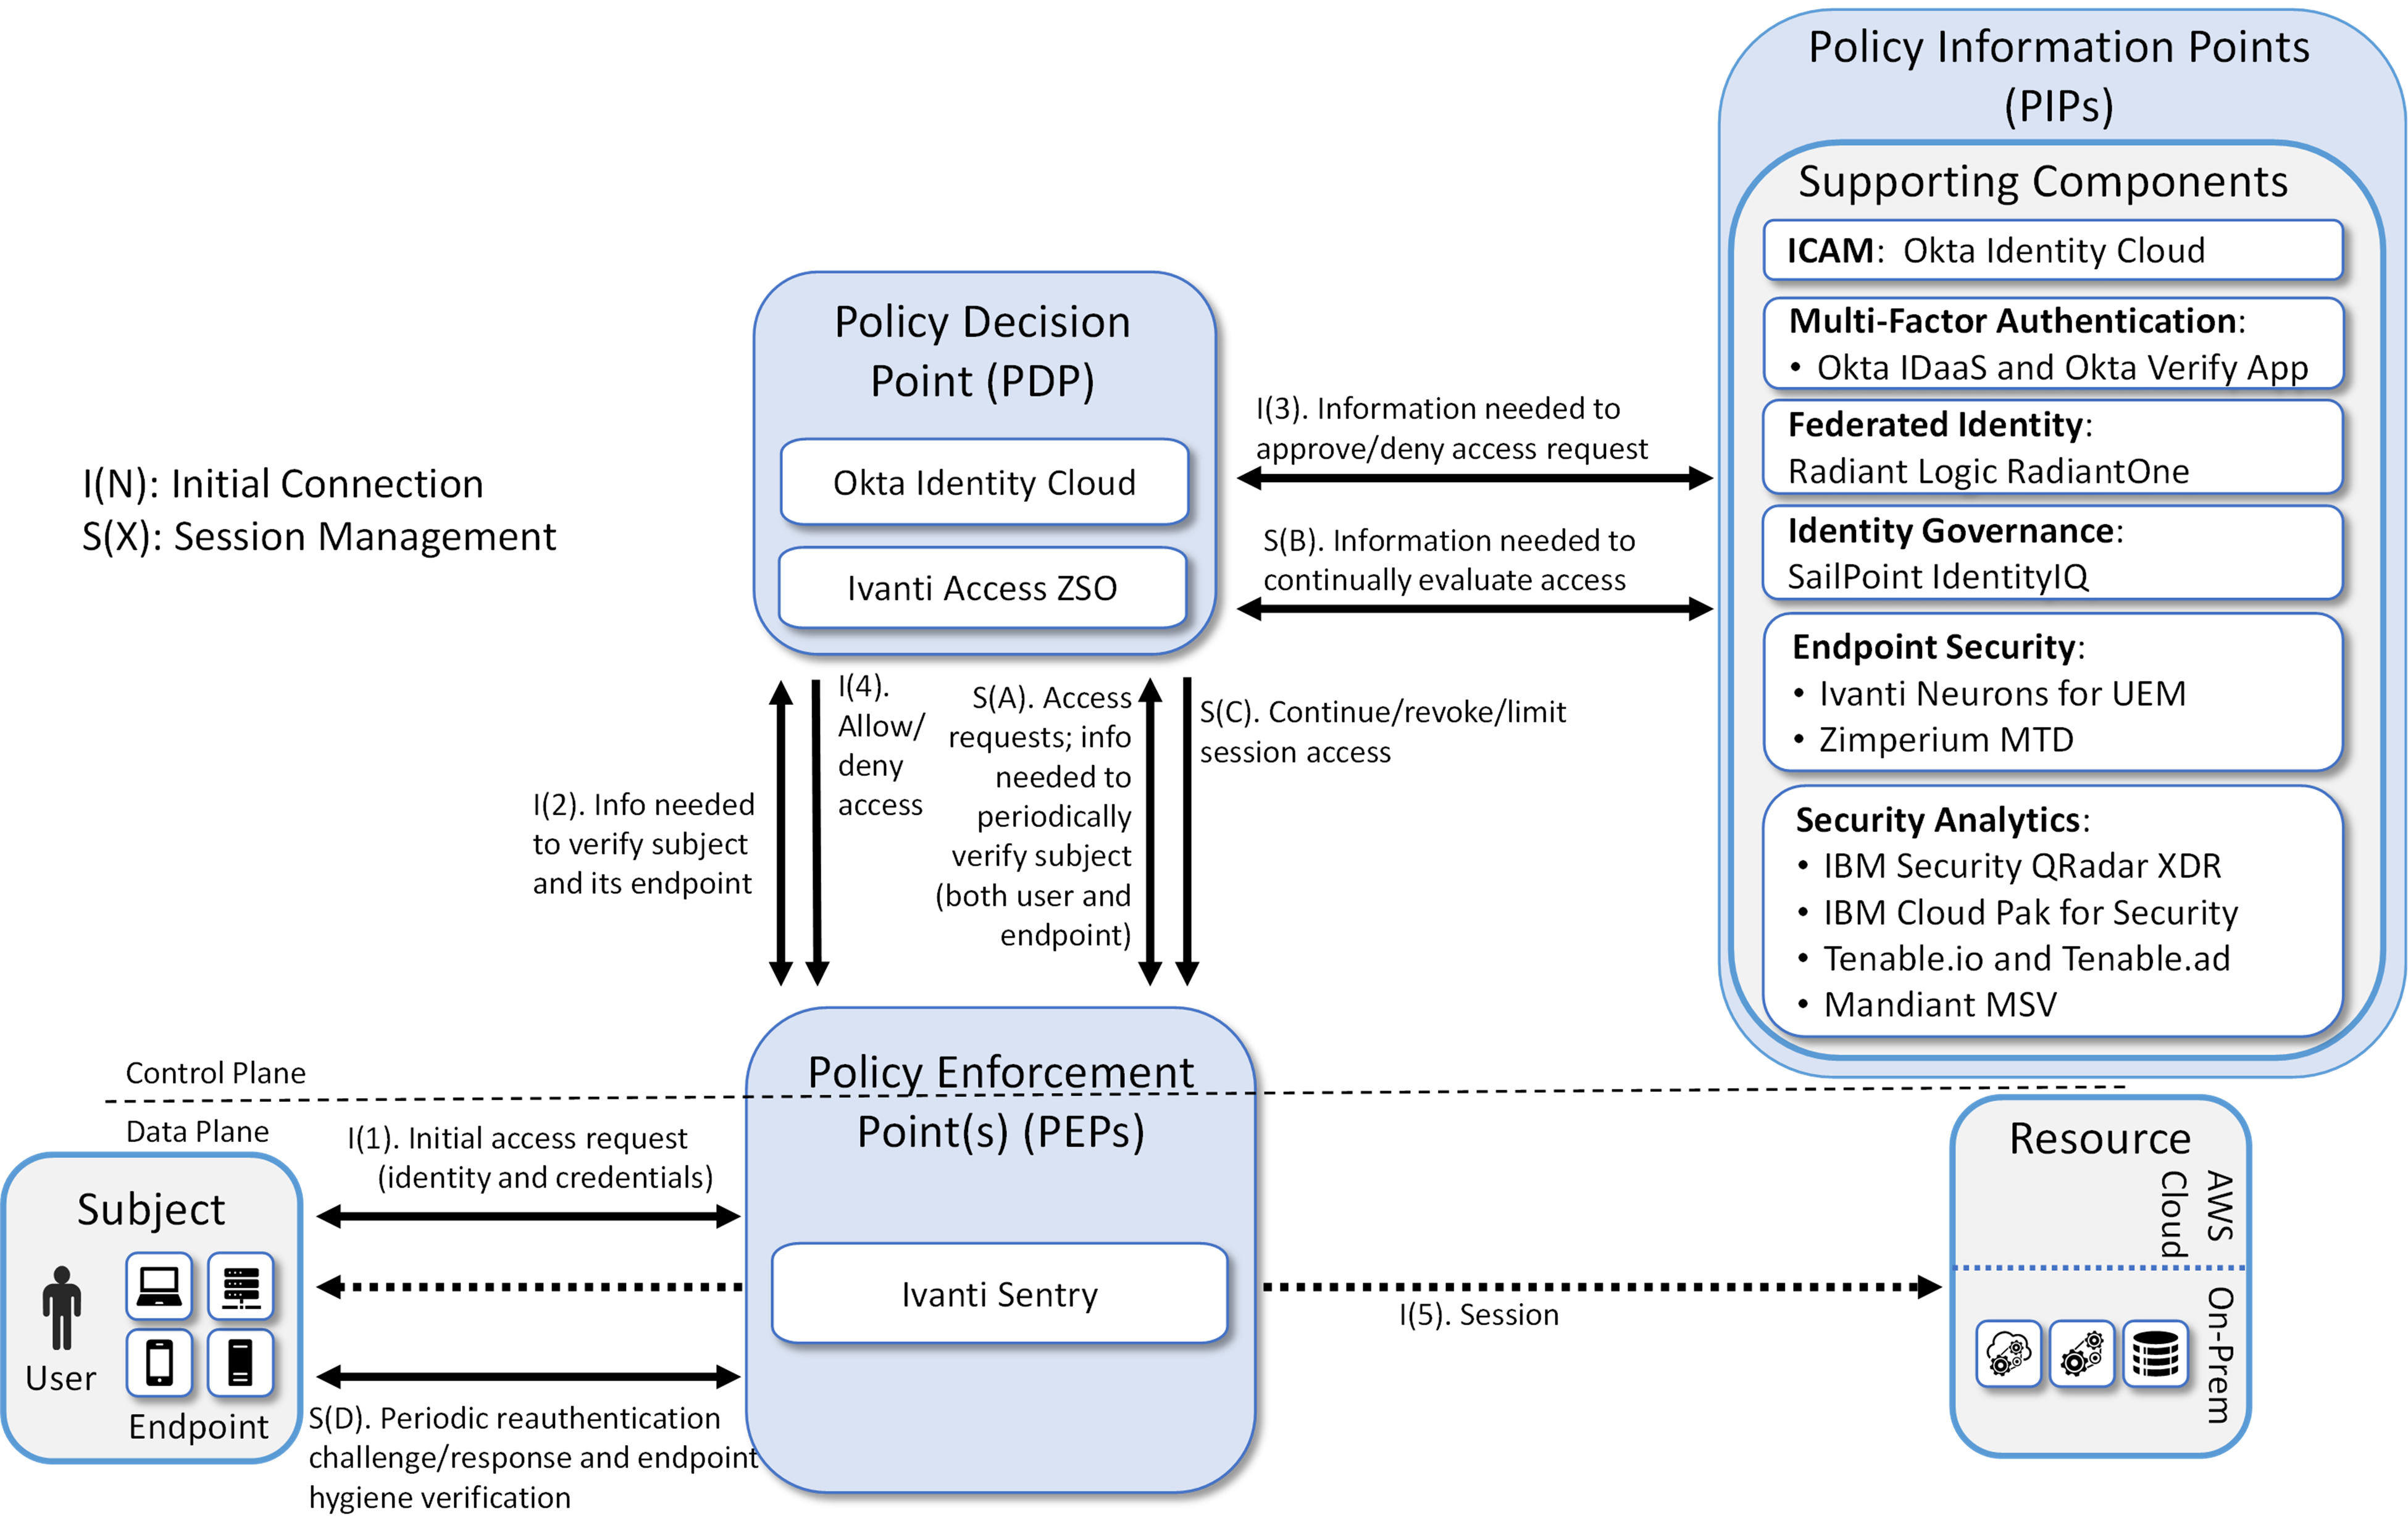 Policy Information Points
(PIPs)
Supporting Components
ICAM: Okta Identity Cloud
Multi-Factor Authentication:
• Okta IDaaS and Okta Verify App
Federated Identity:
Radiant Logic RadiantOne
Identity Governance:
SailPoint IdentityIQ
Endpoint Security:
• Ivanti Neurons for UEM
• Zimperium MTD
Security Analytics:
• IBM Security QRadar XDR
• IBM Cloud Pak for Security
• Tenable.io and Tenable.ad
• Mandiant MSV
Policy Decision
Point (PDP)
Okta Identity Cloud
Ivanti Access ZSO
I(3). Information needed to
approve/deny access request
S(B). Information needed to
continually evaluate access
I(N): Initial Connection
S(X): Session Management
I(2). Info needed
to verify subject
and its endpoint
I(4).
Allow/
deny
access
S(A). Access
requests; info
needed to
periodically
verify subject
(both user and
endpoint)
S(C). Continue/revoke/limit
session access
Control Plane
Data Plane
Policy Enforcement
Point(s) (PEPs)
Ivanti Sentry
I(1). Initial access request
(identity and credentials)
Subject
User
Endpoint
S(D). Periodic reauthentication
challenge/response and endpoint
hygiene verification
I(5). Session
Resource
AWS
Cloud
On-Prem